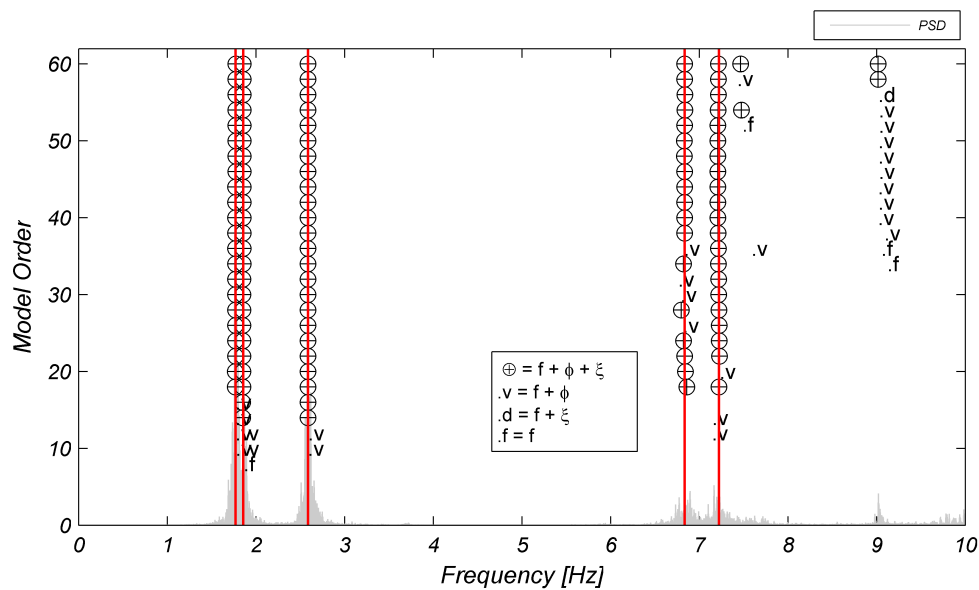 PSD
60
50
40
30
20
10
0
Model Order
⊕ = f + ϕ + ξ
.v = f + ϕ
.d = f + ξ
.f = f
.v
.f
.v
.d
.v
.v
.v
.v
.v
.v
.v
.v
.f
.f
.v
.v
.v
.v
.v
.v
.v
.v
.v
.v
.f
0 1 2 3 4 5 6 7 8 9 10
Frequency [Hz]